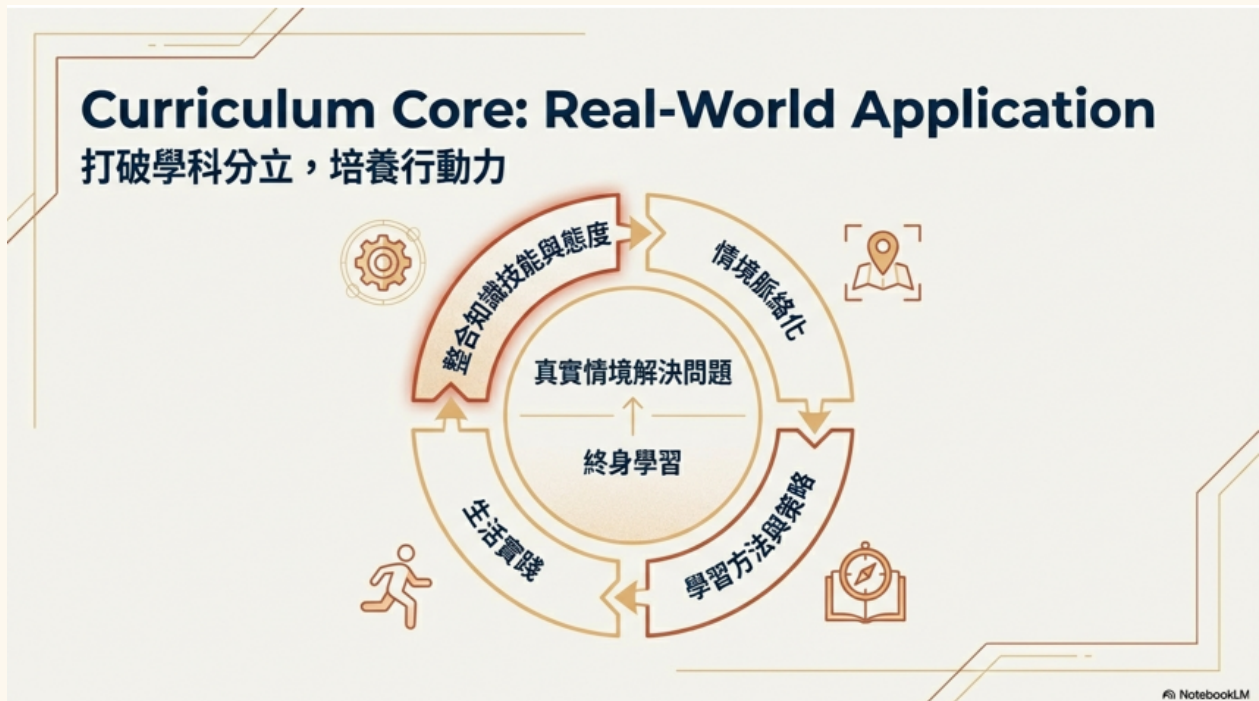 Curriculum Core: Real-World Application
打破學科分立，培養行動力
整合知識技能與態度
情境脈絡化
真實情境解決問題
終身學習
生活實踐
學習方法與策略
NotebookLM